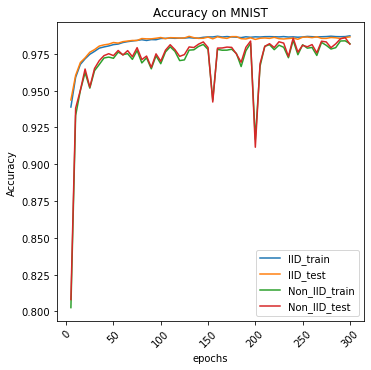 Accuracy on MNIST
0.975
0.950
0.925
0.900
0.875
0.850
0.825
0.800
Accuracy
0
50
100
150
200
250
300
epochs
IID_train
IID_test
Non_IID_train
Non_IID_test